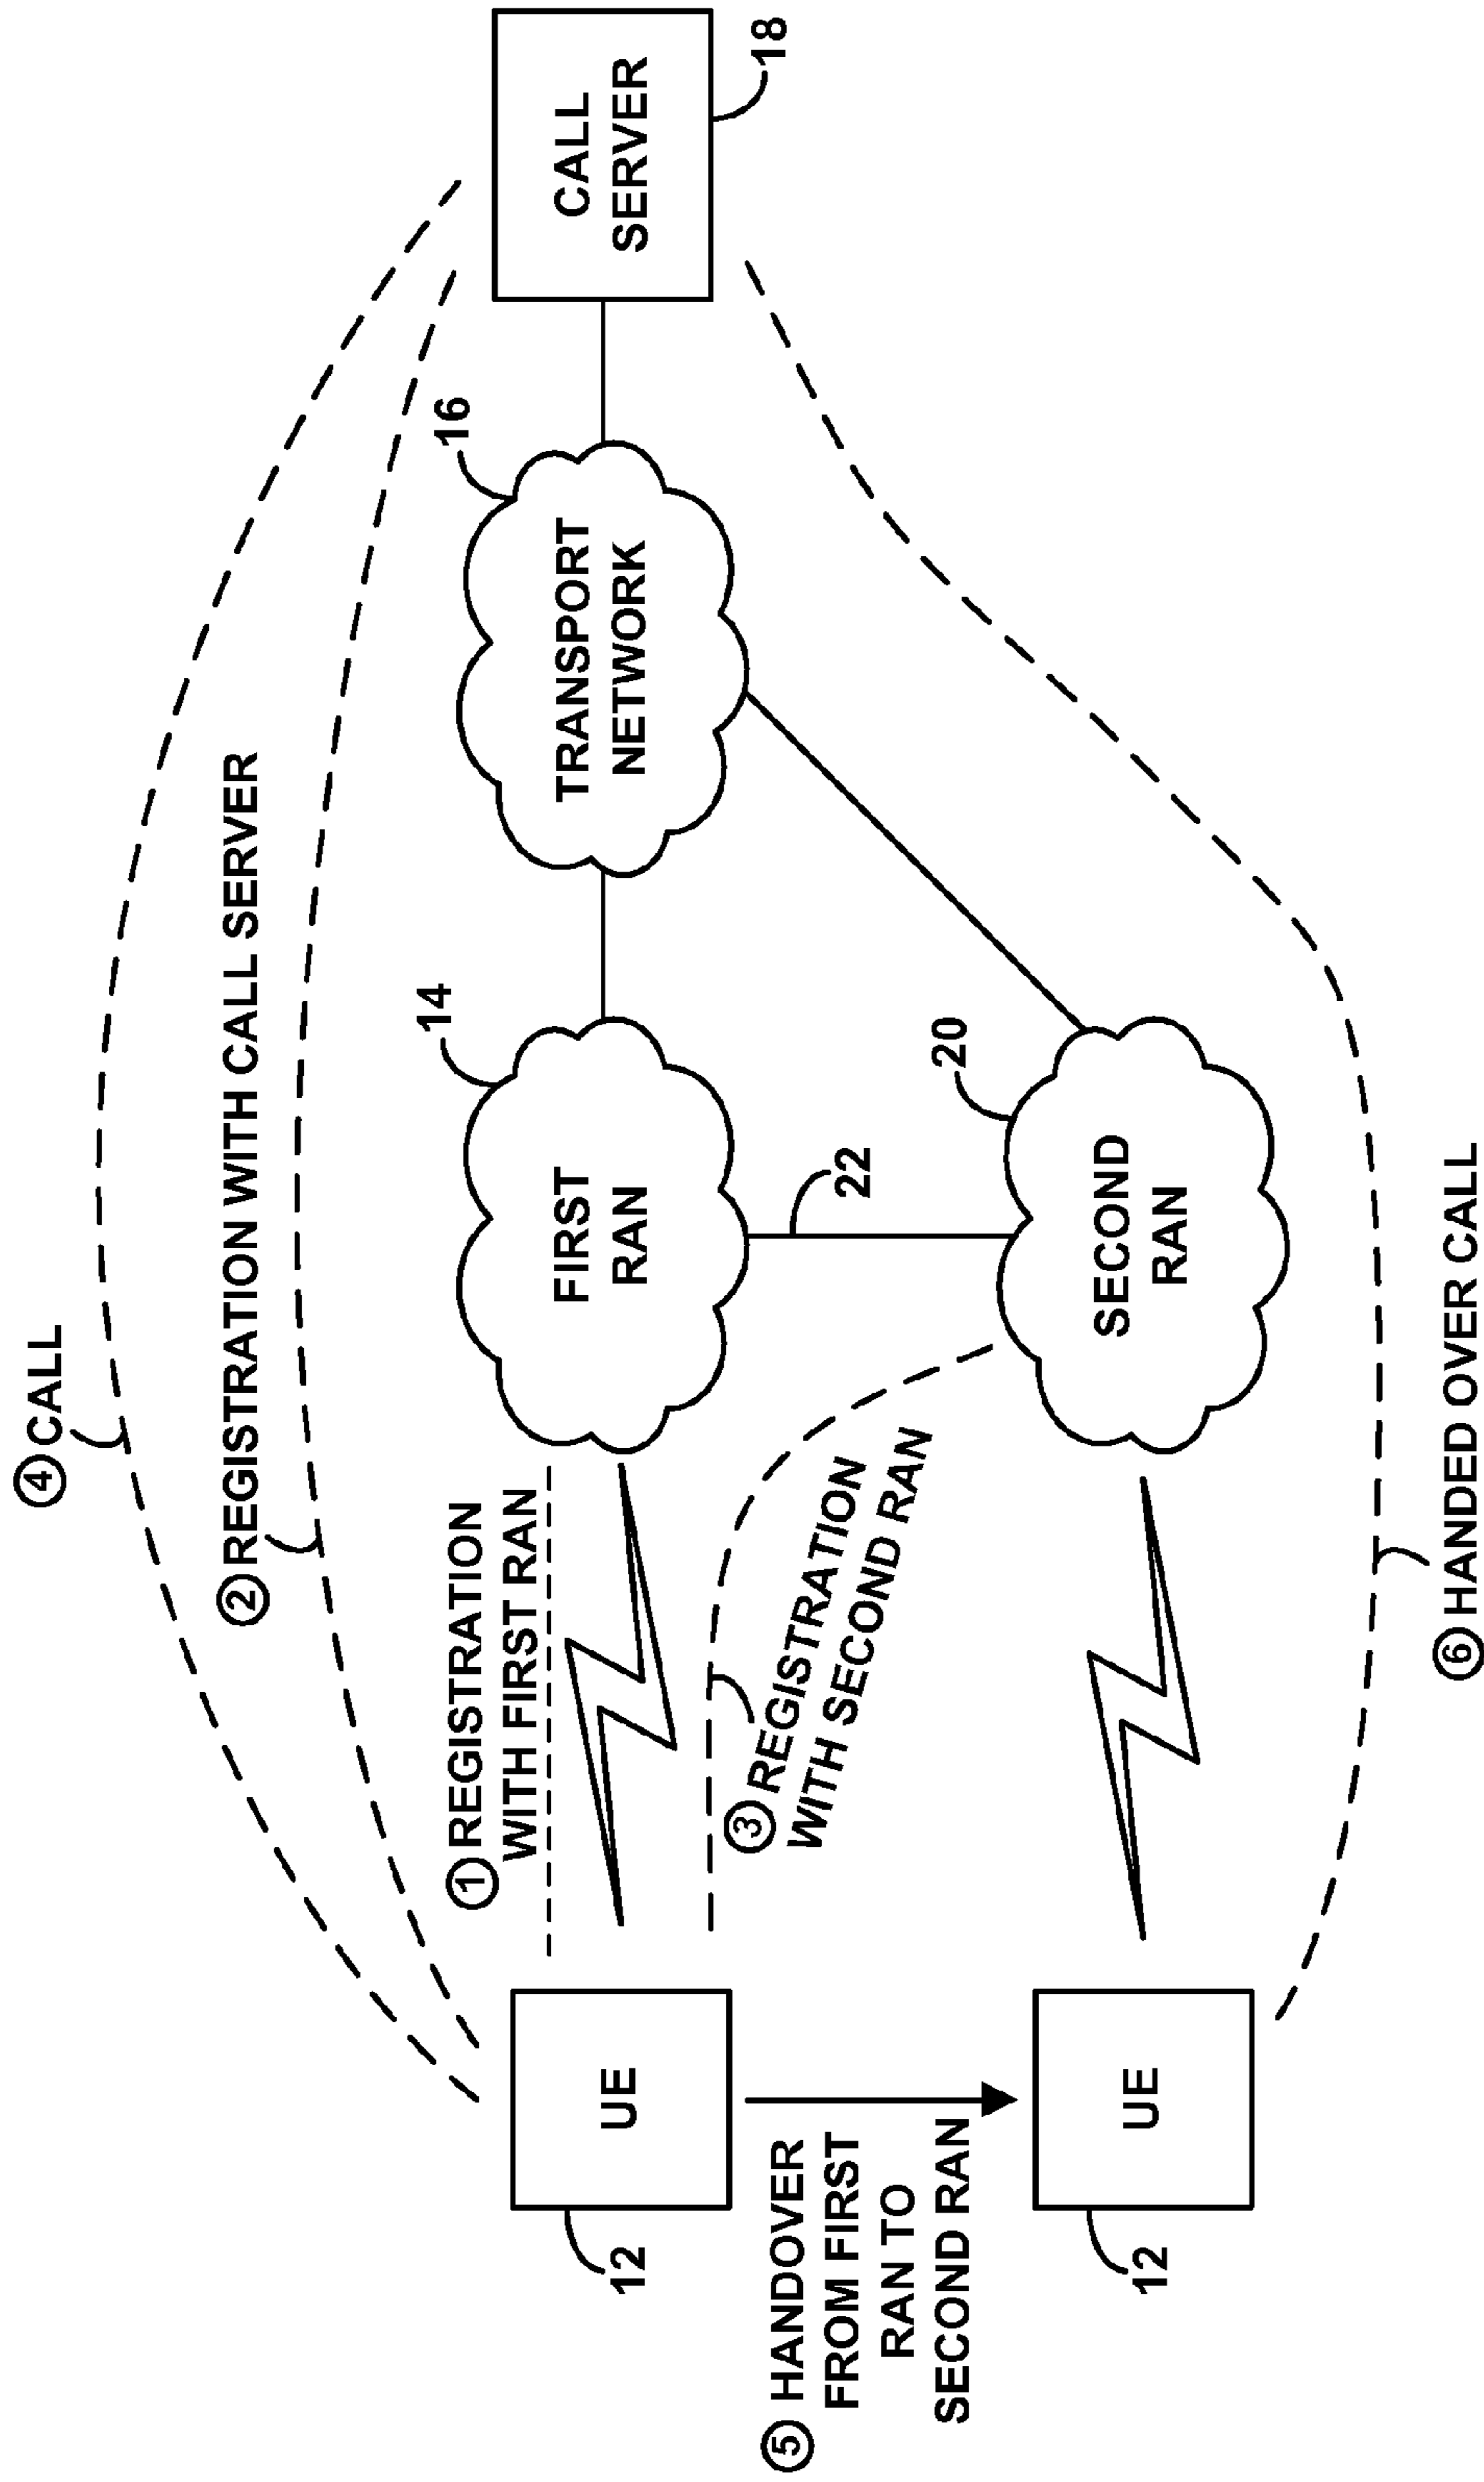 ④ CALL
② REGISTRATION WITH CALL SERVER
① REGISTRATION
WITH FIRST RAN
14
16
UE
12
FIRST
RAN
TRANSPORT
NETWORK
CALL
SERVER
18
③ REGISTRATION
WITH SECOND RAN
22
20
⑤ HANDOVER
FROM FIRST
RAN TO
SECOND RAN
UE
12
SECOND
RAN
⑥ HANDED OVER CALL